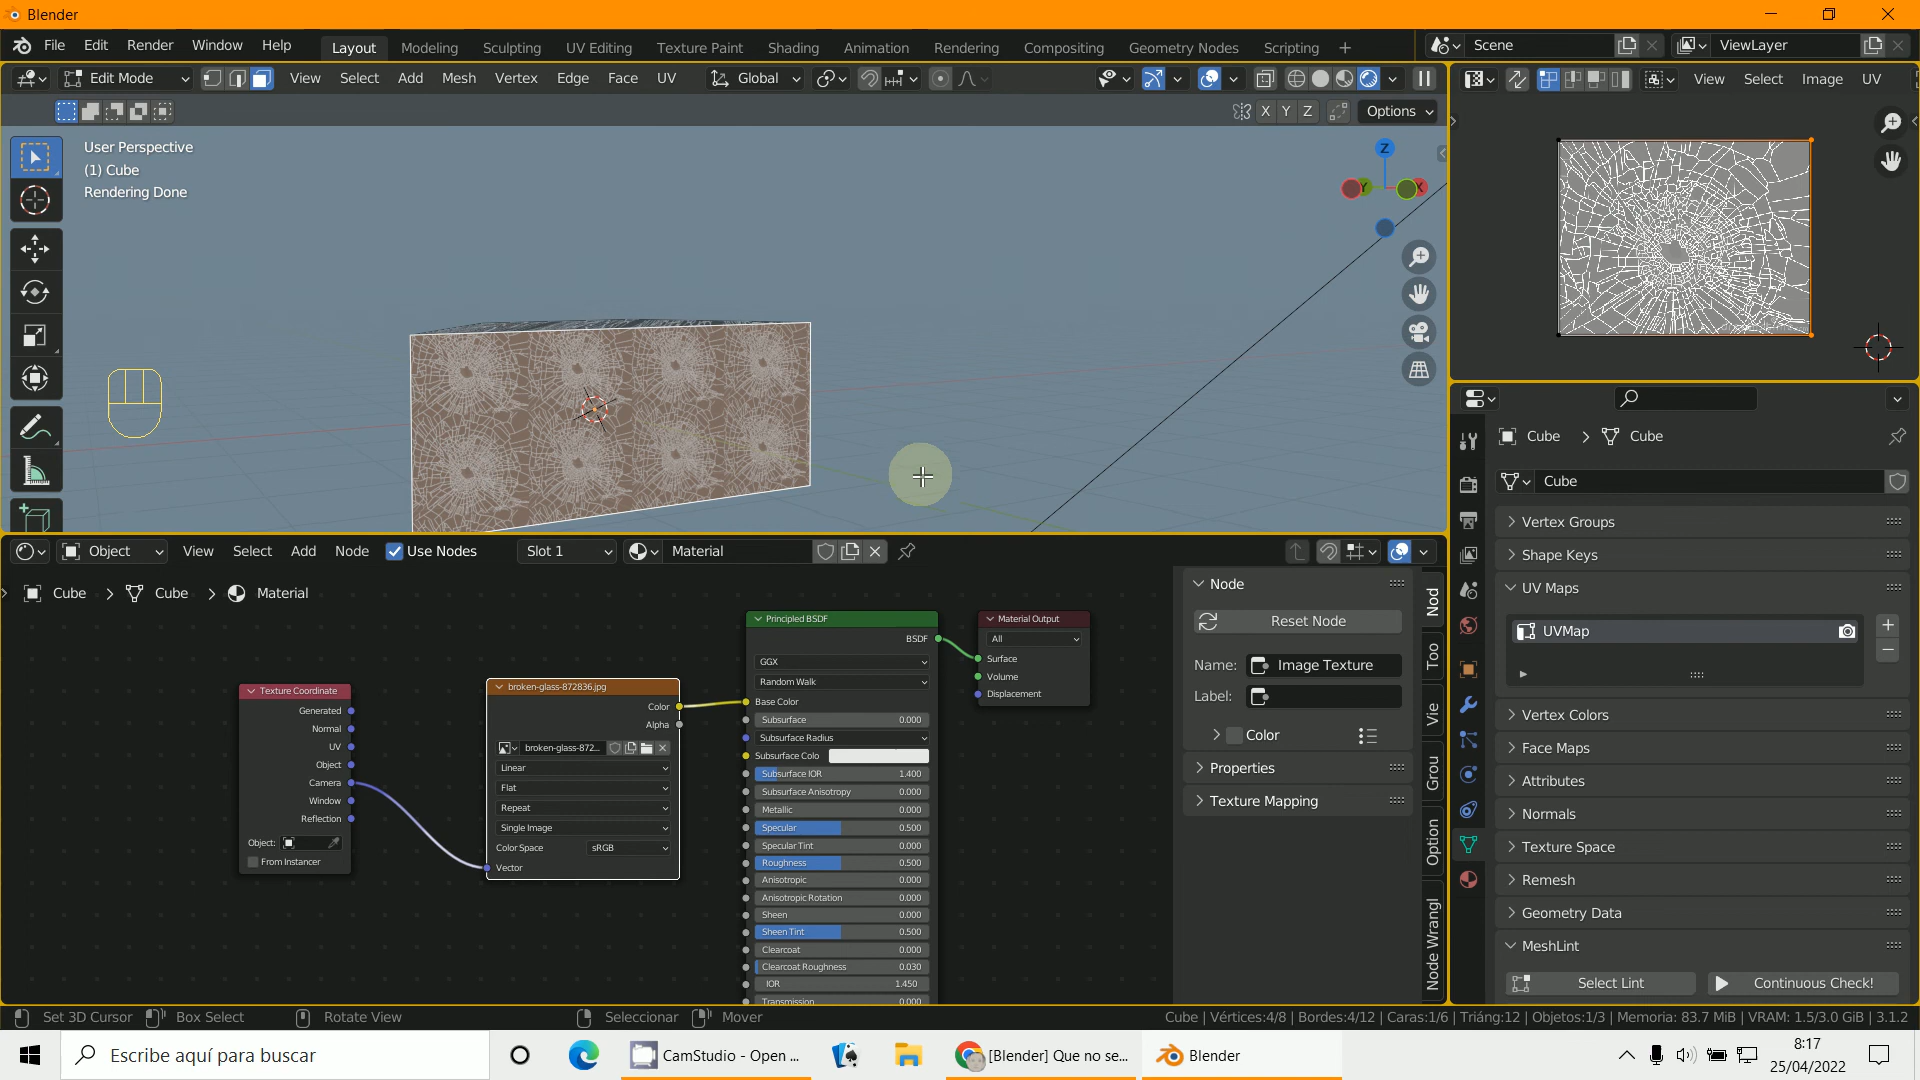 Blender
File Edit Render Window Help
Layout Modeling Sculpting UV Editing Texture Paint Shading Animation Rendering Compositing Geometry Nodes Scripting +
Scene
ViewLayer
Edit Mode View Select Add Mesh Vertex Edge Face UV Global
View Select Image UV
X Y Z Options
User Perspective
(1) Cube
Rendering Done
Z
Y X
Cube > Cube
Cube
Vertex Groups
Shape Keys
UV Maps
UVMap
Vertex Colors
Face Maps
Attributes
Normals
Texture Space
Remesh
Geometry Data
MeshLint
Select Lint Continuous Check!
Object View Select Add Node Use Nodes Slot 1 Material
Cube > Cube > Material
Texture Coordinate
Generated
Normal
UV
Object
Camera
Window
Reflection
Object:
From Instancer
broken-glass-872836.jpg
Color
Alpha
broken-glass-872...
Linear
Flat
Repeat
Single Image
Color Space sRGB
Vector
Principled BSDF
BSDF
GGX
Random Walk
Base Color
Subsurface 0.000
Subsurface Radius
Subsurface Colo
Subsurface IOR 1.400
Subsurface Anisotropy 0.000
Metallic 0.000
Specular 0.500
Specular Tint 0.000
Roughness 0.500
Anisotropic 0.000
Anisotropic Rotation 0.000
Sheen 0.000
Sheen Tint 0.500
Clearcoat 0.000
Clearcoat Roughness 0.030
IOR 1.450
Transmission 0.000
Material Output
All
Surface
Volume
Displacement
Node
Reset Node
Name: Image Texture
Label:
Color
Properties
Texture Mapping
Nod
Too
Vie
Grou
Option
Node Wrangl
Set 3D Cursor Box Select Rotate View Seleccionar Mover
Cube | Vértices:4/8 | Bordes:4/12 | Caras:1/6 | Triáng:12 | Objetos:1/3 | Memoria: 83.7 MiB | VRAM: 1.5/3.0 GiB | 3.1.2
Escribe aquí para buscar
CamStudio - Open ...
[Blender] Que no se...
Blender
8:17
25/04/2022